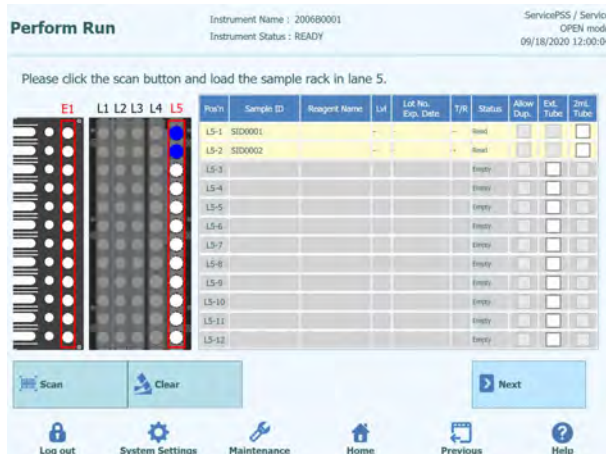 Perform Run
Instrument Name : 2006B0001
Instrument Status : READY
ServicePSS / Servic
OPEN mod
09/18/2020 12:00:0
Please click the scan button and load the sample rack in lane 5.
E1 L1 L2 L3 L4 L5
Pos'n Sample ID Reagent Name Lvl Lot No. Exp. Date T/R Status Allow Dup. Ext. Tube 2mL Tube
L5-1 SID0001 -- -- Read
L5-2 SID0002 -- -- Read
L5-3 Empty
L5-4 Empty
L5-5 Empty
L5-6 Empty
L5-7 Empty
L5-8 Empty
L5-9 Empty
L5-10 Empty
L5-11 Empty
L5-12 Empty
Scan
Clear
Next
Log out System Settings Maintenance Home Previous Help